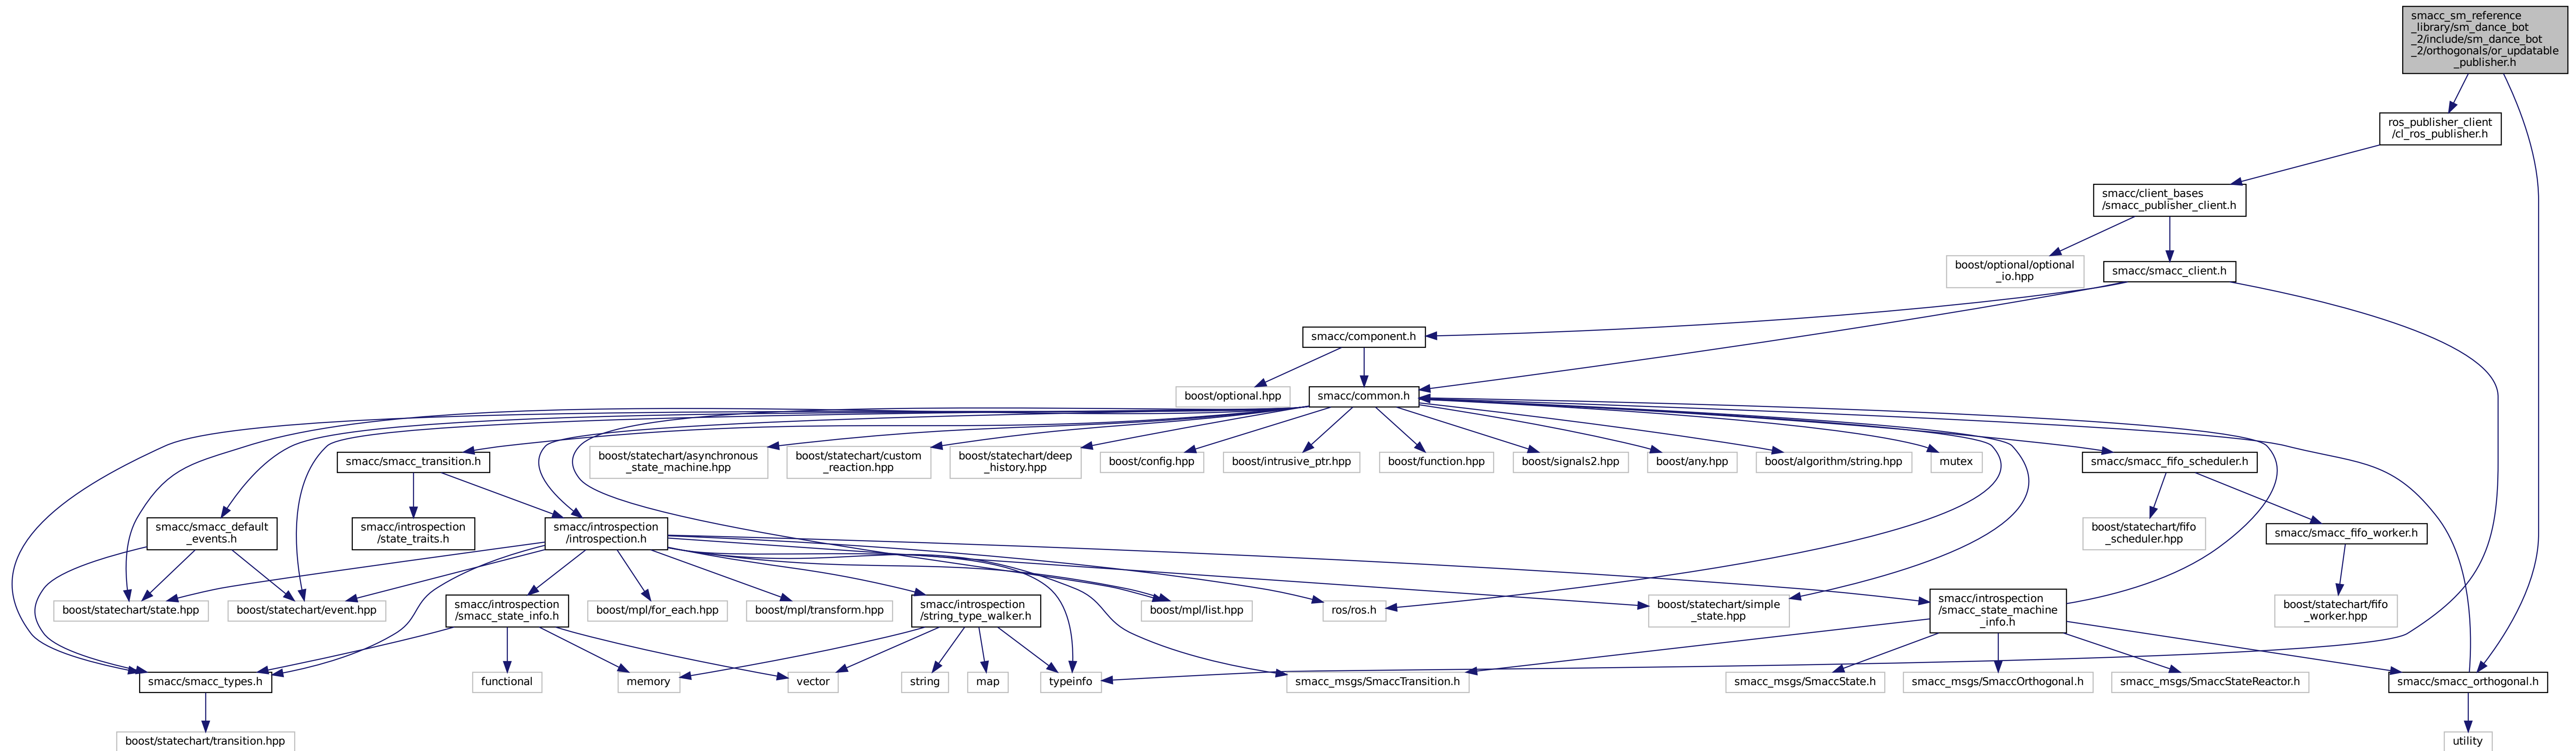 smacc_sm_reference
_library/sm_dance_bot
_2/include/sm_dance_bot
_2/orthogonals/or_updatable
_publisher.h
ros_publisher_client
/cl_ros_publisher.h
smacc/client_bases
/smacc_publisher_client.h
boost/optional/optional
_io.hpp
smacc/smacc_client.h
smacc/component.h
boost/optional.hpp
smacc/common.h
smacc/smacc_transition.h
boost/statechart/asynchronous
_state_machine.hpp
boost/statechart/custom
_reaction.hpp
boost/statechart/deep
_history.hpp
boost/config.hpp
boost/intrusive_ptr.hpp
boost/function.hpp
boost/signals2.hpp
boost/any.hpp
boost/algorithm/string.hpp
mutex
smacc/smacc_fifo_scheduler.h
smacc/smacc_default
_events.h
smacc/introspection
/state_traits.h
smacc/introspection
/introspection.h
boost/statechart/fifo
_scheduler.hpp
smacc/smacc_fifo_worker.h
boost/statechart/state.hpp
boost/statechart/event.hpp
smacc/introspection
/smacc_state_info.h
boost/mpl/for_each.hpp
boost/mpl/transform.hpp
smacc/introspection
/string_type_walker.h
boost/mpl/list.hpp
ros/ros.h
boost/statechart/simple
_state.hpp
smacc/introspection
/smacc_state_machine
_info.h
boost/statechart/fifo
_worker.hpp
smacc/smacc_types.h
functional
memory
vector
string
map
typeinfo
smacc_msgs/SmaccTransition.h
smacc_msgs/SmaccState.h
smacc_msgs/SmaccOrthogonal.h
smacc_msgs/SmaccStateReactor.h
smacc/smacc_orthogonal.h
boost/statechart/transition.hpp
utility